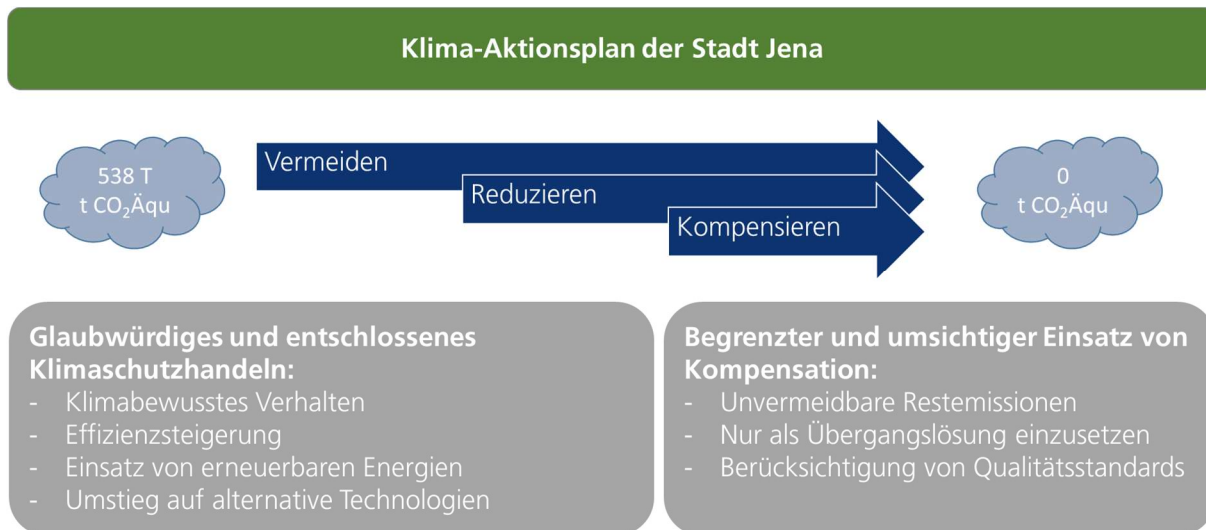 Klima-Aktionsplan der Stadt Jena
538 T
t CO₂Äqu
Vermeiden
Reduzieren
Kompensieren
0
t CO₂Äqu
Glaubwürdiges und entschlossenes
Klimaschutzhandeln:
- Klimabewusstes Verhalten
- Effizienzsteigerung
- Einsatz von erneuerbaren Energien
- Umstieg auf alternative Technologien
Begrenzter und umsichtiger Einsatz von
Kompensation:
- Unvermeidbare Restemissionen
- Nur als Übergangslösung einzusetzen
- Berücksichtigung von Qualitätsstandards